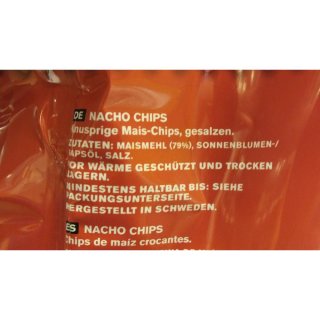 DE NACHO CHIPS
Knusprige Mais-Chips, gesalzen.
ZUTATEN: MAISMEHL (79%), SONNENBLUMEN-/
RAPSÖL, SALZ.
VOR WÄRME GESCHÜTZT UND TROCKEN
LAGERN.
MINDESTENS HALTBAR BIS: SIEHE
PACKUNGSUNTERSEITE.
HERGESTELLT IN SCHWEDEN.
ES NACHO CHIPS
Chips de maíz crocantes.